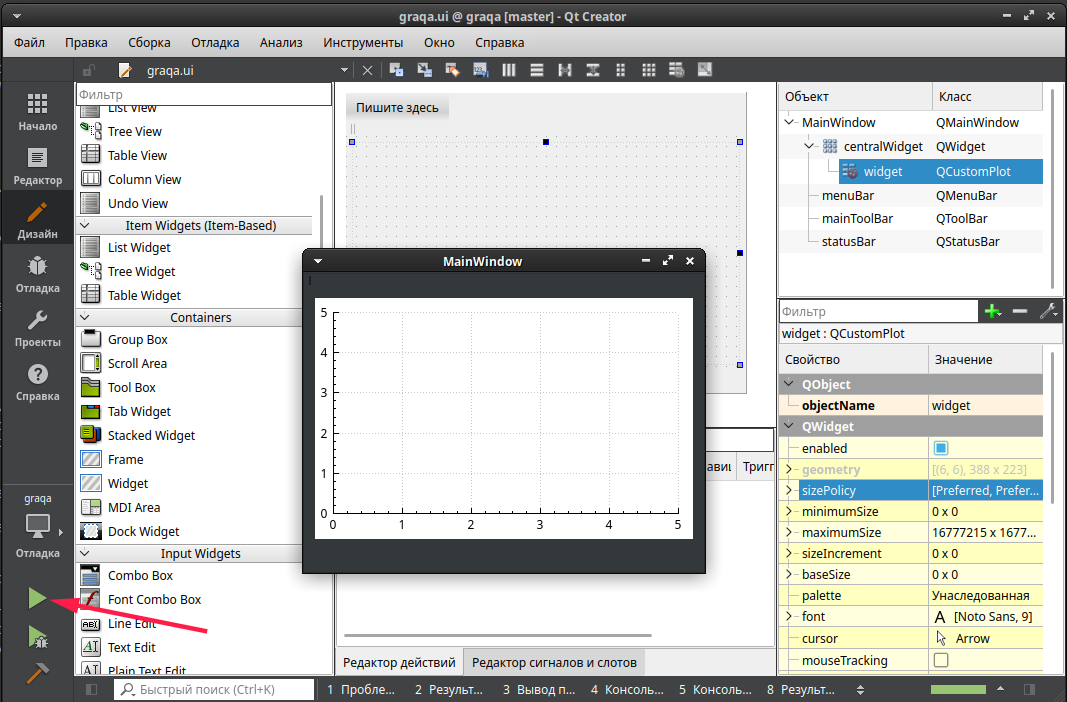 graqa.ui @ graqa [master] - Qt Creator
Файл Правка Сборка Отладка Анализ Инструменты Окно Справка
graqa.ui
Начало
Редактор
Дизайн
Отладка
Проекты
Справка
graqa
Отладка
Фильтр
List View
Tree View
Table View
Column View
Undo View
Item Widgets (Item-Based)
List Widget
Tree Widget
Table Widget
Containers
Group Box
Scroll Area
Tool Box
Tab Widget
Stacked Widget
Frame
Widget
MDI Area
Dock Widget
Input Widgets
Combo Box
Font Combo Box
Line Edit
Text Edit
Plain Text Edit
Пишите здесь
MainWindow
5
4
3
2
1
0
0 1 2 3 4 5
Тригг
Редактор действий Редактор сигналов и слотов
Объект Класс
MainWindow QMainWindow
centralWidget QWidget
widget QCustomPlot
menuBar QMenuBar
mainToolBar QToolBar
statusBar QStatusBar
Фильтр
widget : QCustomPlot
Свойство Значение
QObject
objectName widget
QWidget
enabled
geometry [(6, 6), 388 x 223]
sizePolicy [Preferred, Prefer...
minimumSize 0 x 0
maximumSize 16777215 x 1677...
sizeIncrement 0 x 0
baseSize 0 x 0
palette Унаследованная
font A [Noto Sans, 9]
cursor Arrow
mouseTracking
Быстрый поиск (Ctrl+K) 1 Пробле... 2 Результ... 3 Вывод п... 4 Консоль... 5 Консоль... 8 Результ...